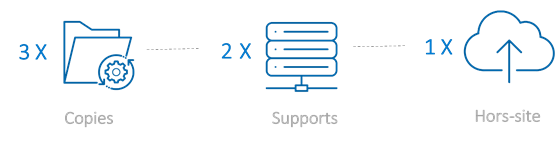 3 X
2 X
1 X
Copies
Supports
Hors-site